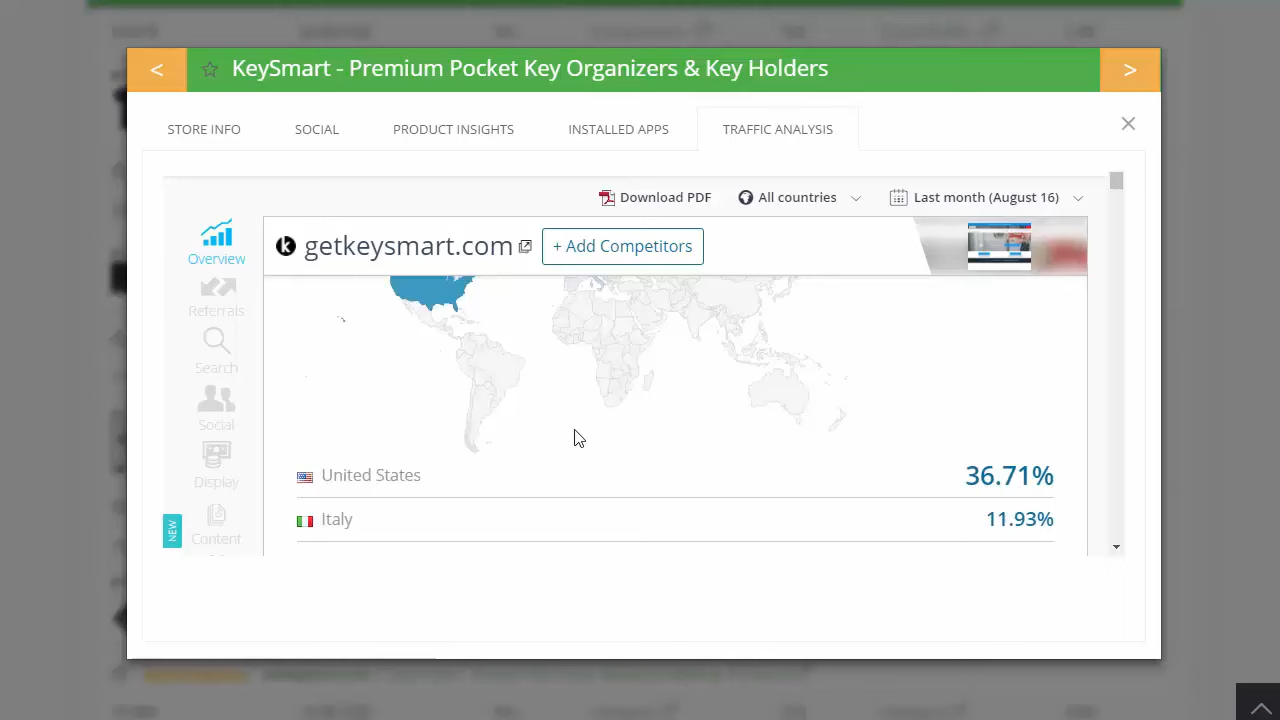 < KeySmart - Premium Pocket Key Organizers & Key Holders >
STORE INFO SOCIAL PRODUCT INSIGHTS INSTALLED APPS TRAFFIC ANALYSIS
Download PDF All countries Last month (August 16)
getkeysmart.com + Add Competitors
Overview
Referrals
Search
Social
Display
NEW
Content
United States 36.71%
Italy 11.93%